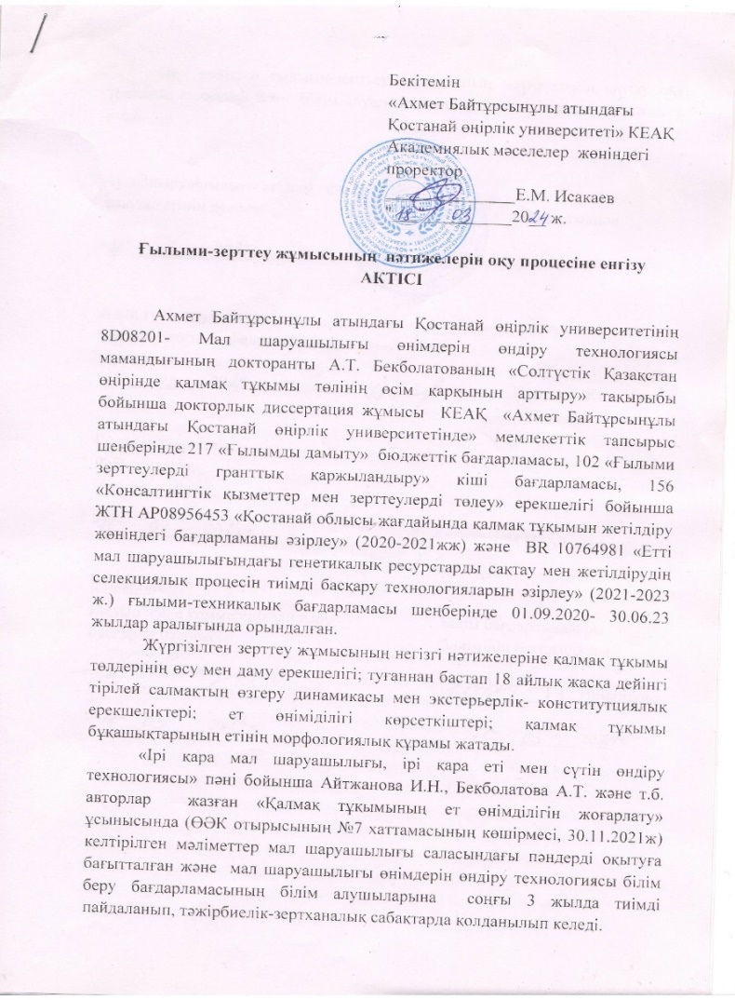 Бекітемін
«Ахмет Байтұрсынұлы атындағы
Қостанай өңірлік университеті» КЕАҚ
Академиялық мәселелер жөніндегі
проректор
_______________Е.М. Исакаев
18 03 2024 ж.
Ғылыми-зерттеу жұмысының нәтижелерін оқу процесіне енгізу
АКТІСІ
Ахмет Байтұрсынұлы атындағы Қостанай өңірлік университетінің
8D08201- Мал шаруашылығы өнімдерін өндіру технологиясы
мамандығының докторанты А.Т. Бекболатованың «Солтүстік Қазақстан
өңірінде қалмақ тұқымы төлінің өсім қарқынын арттыру» тақырыбы
бойынша докторлық диссертация жұмысы КЕАҚ «Ахмет Байтұрсынұлы
атындағы Қостанай өңірлік университетінде» мемлекеттік тапсырыс
шеңберінде 217 «Ғылымды дамыту» бюджеттік бағдарламасы, 102 «Ғылыми
зерттеулерді гранттық қаржыландыру» кіші бағдарламасы, 156
«Консалтингтік қызметтер мен зерттеулерді төлеу» ерекшелігі бойынша
ЖТН АР08956453 «Қостанай облысы жағдайында қалмақ тұқымын жетілдіру
жөніндегі бағдарламаны әзірлеу» (2020-2021жж) және BR 10764981 «Етті
мал шаруашылығындағы генетикалық ресурстарды сақтау мен жетілдірудің
селекциялық процесін тиімді басқару технологияларын әзірлеу» (2021-2023
ж.) ғылыми-техникалық бағдарламасы шеңберінде 01.09.2020- 30.06.23
жылдар аралығында орындалған.
Жүргізілген зерттеу жұмысының негізгі нәтижелеріне қалмақ тұқымы
төлдерінің өсу мен даму ерекшелігі; туғаннан бастап 18 айлық жасқа дейінгі
тірілей салмақтың өзгеру динамикасы мен экстерьерлік- конститутциялық
ерекшеліктері; ет өніміділігі көрсеткіштері; қалмақ тұқымы
бұқашықтарының етінің морфологиялық құрамы жатады.
«Ірі қара мал шаруашылығы, ірі қара еті мен сүтін өндіру
технологиясы» пәні бойынша Айтжанова И.Н., Бекболатова А.Т. және т.б.
авторлар жазған «Қалмақ тұқымының ет өнімділігін жоғарлату»
ұсынысында (ӨӘК отырысының №7 хаттамасының көшірмесі, 30.11.2021ж)
келтірілген мәліметтер мал шаруашылығы саласындағы пәндерді оқытуға
бағытталған және мал шаруашылығы өнімдерін өндіру технологиясы білім
беру бағдарламасының білім алушыларына соңғы 3 жылда тиімді
пайдаланып, тәжірбиелік-зертханалық сабақтарда қолданылып келеді.